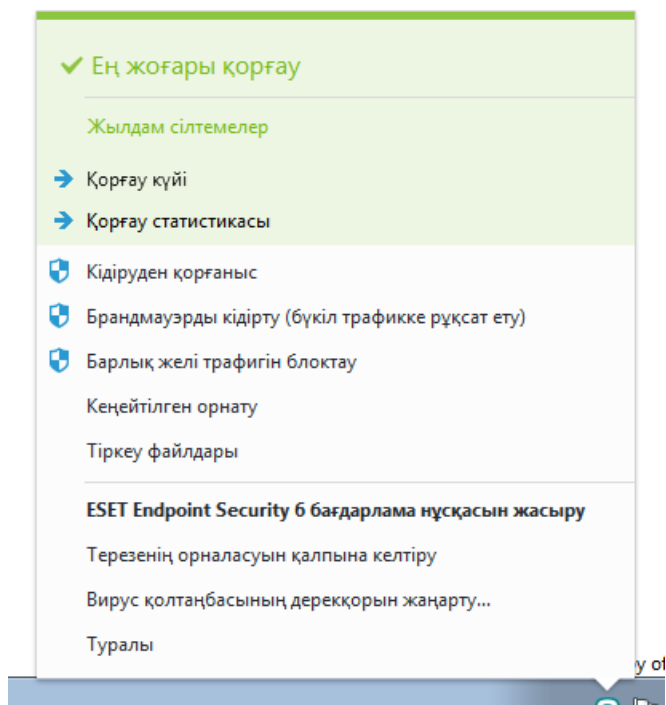 Ең жоғары қорғау
Жылдам сілтемелер
Қорғау күйі
Қорғау статистикасы
Кідіруден қорғаныс
Брандмауэрды кідірту (бүкіл трафикке рұқсат ету)
Барлық желі трафигін блоктау
Кеңейтілген орнату
Тіркеу файлдары
ESET Endpoint Security 6 бағдарлама нұсқасын жасыру
Терезенің орналасуын қалпына келтіру
Вирус қолтаңбасының дерекқорын жаңарту...
Туралы